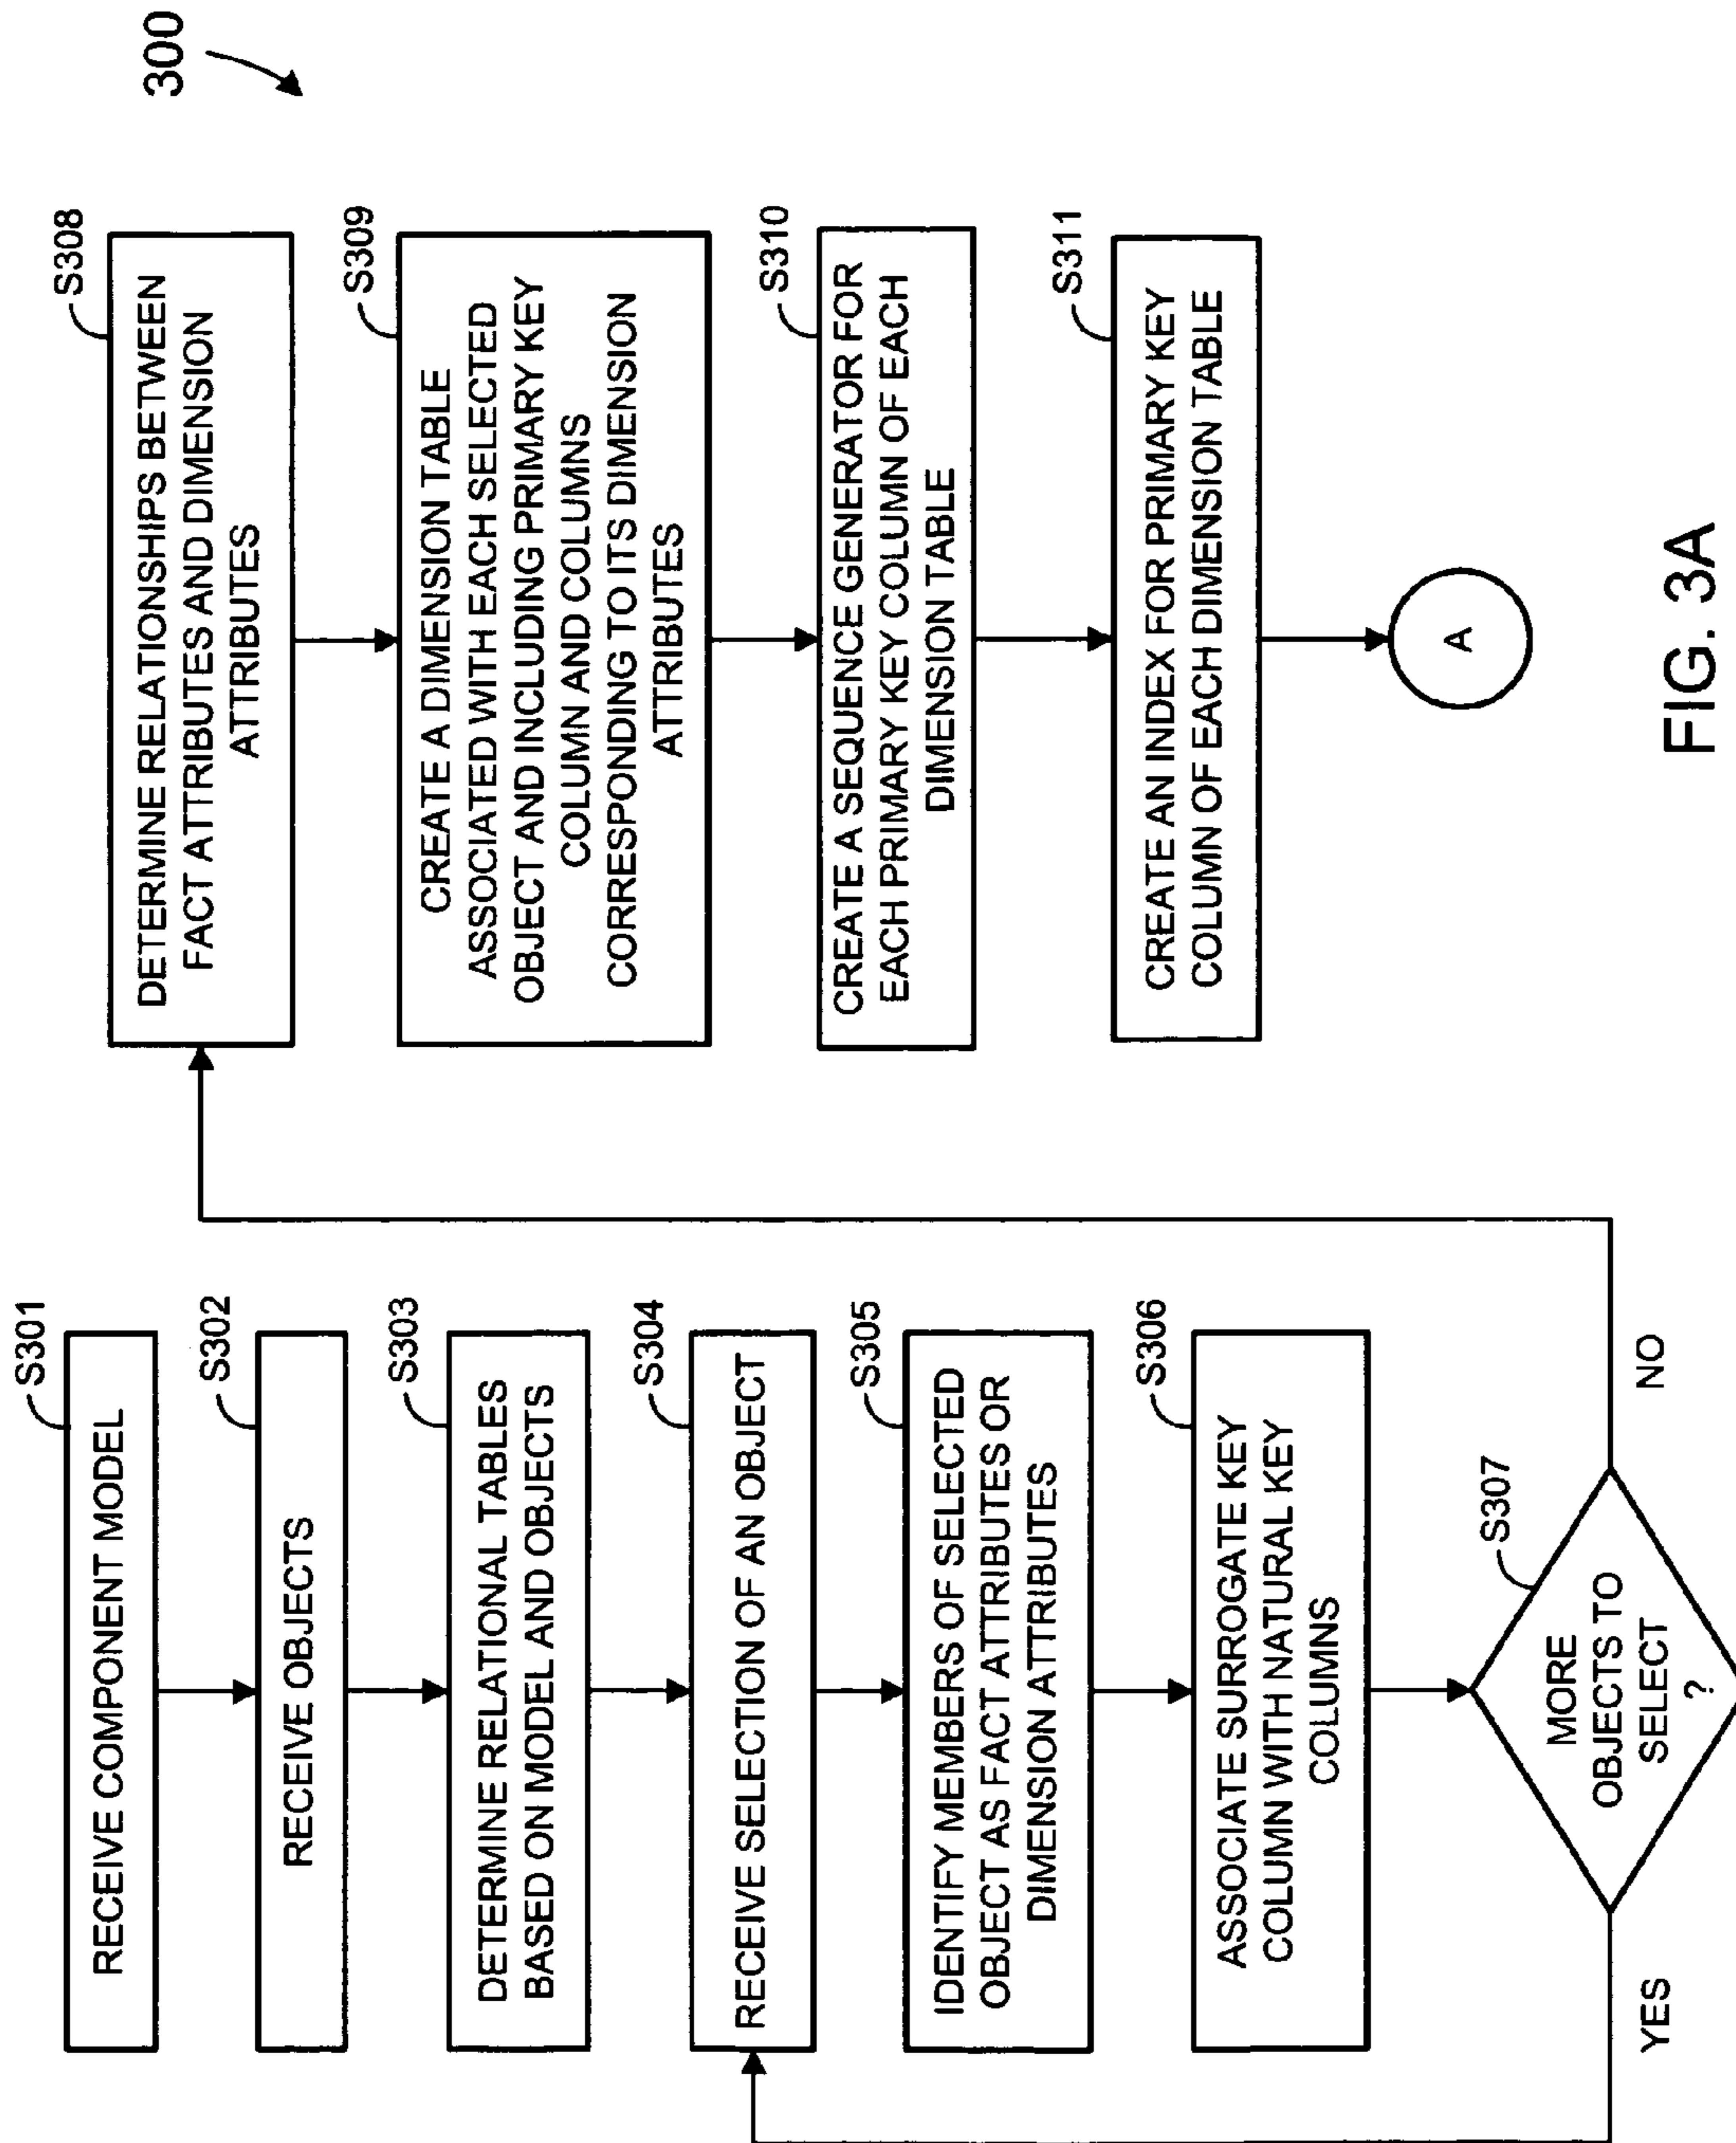 300
S301
RECEIVE COMPONENT MODEL
S302
RECEIVE OBJECTS
S303
DETERMINE RELATIONAL TABLES
BASED ON MODEL AND OBJECTS
S304
RECEIVE SELECTION OF AN OBJECT
S305
IDENTIFY MEMBERS OF SELECTED
OBJECT AS FACT ATTRIBUTES OR
DIMENSION ATTRIBUTES
S306
ASSOCIATE SURROGATE KEY
COLUMN WITH NATURAL KEY
COLUMNS
S307
MORE
OBJECTS TO
SELECT
?
YES
NO
S308
DETERMINE RELATIONSHIPS BETWEEN
FACT ATTRIBUTES AND DIMENSION
ATTRIBUTES
S309
CREATE A DIMENSION TABLE
ASSOCIATED WITH EACH SELECTED
OBJECT AND INCLUDING PRIMARY KEY
COLUMN AND COLUMNS
CORRESPONDING TO ITS DIMENSION
ATTRIBUTES
S310
CREATE A SEQUENCE GENERATOR FOR
EACH PRIMARY KEY COLUMN OF EACH
DIMENSION TABLE
S311
CREATE AN INDEX FOR PRIMARY KEY
COLUMN OF EACH DIMENSION TABLE
A
FIG. 3A